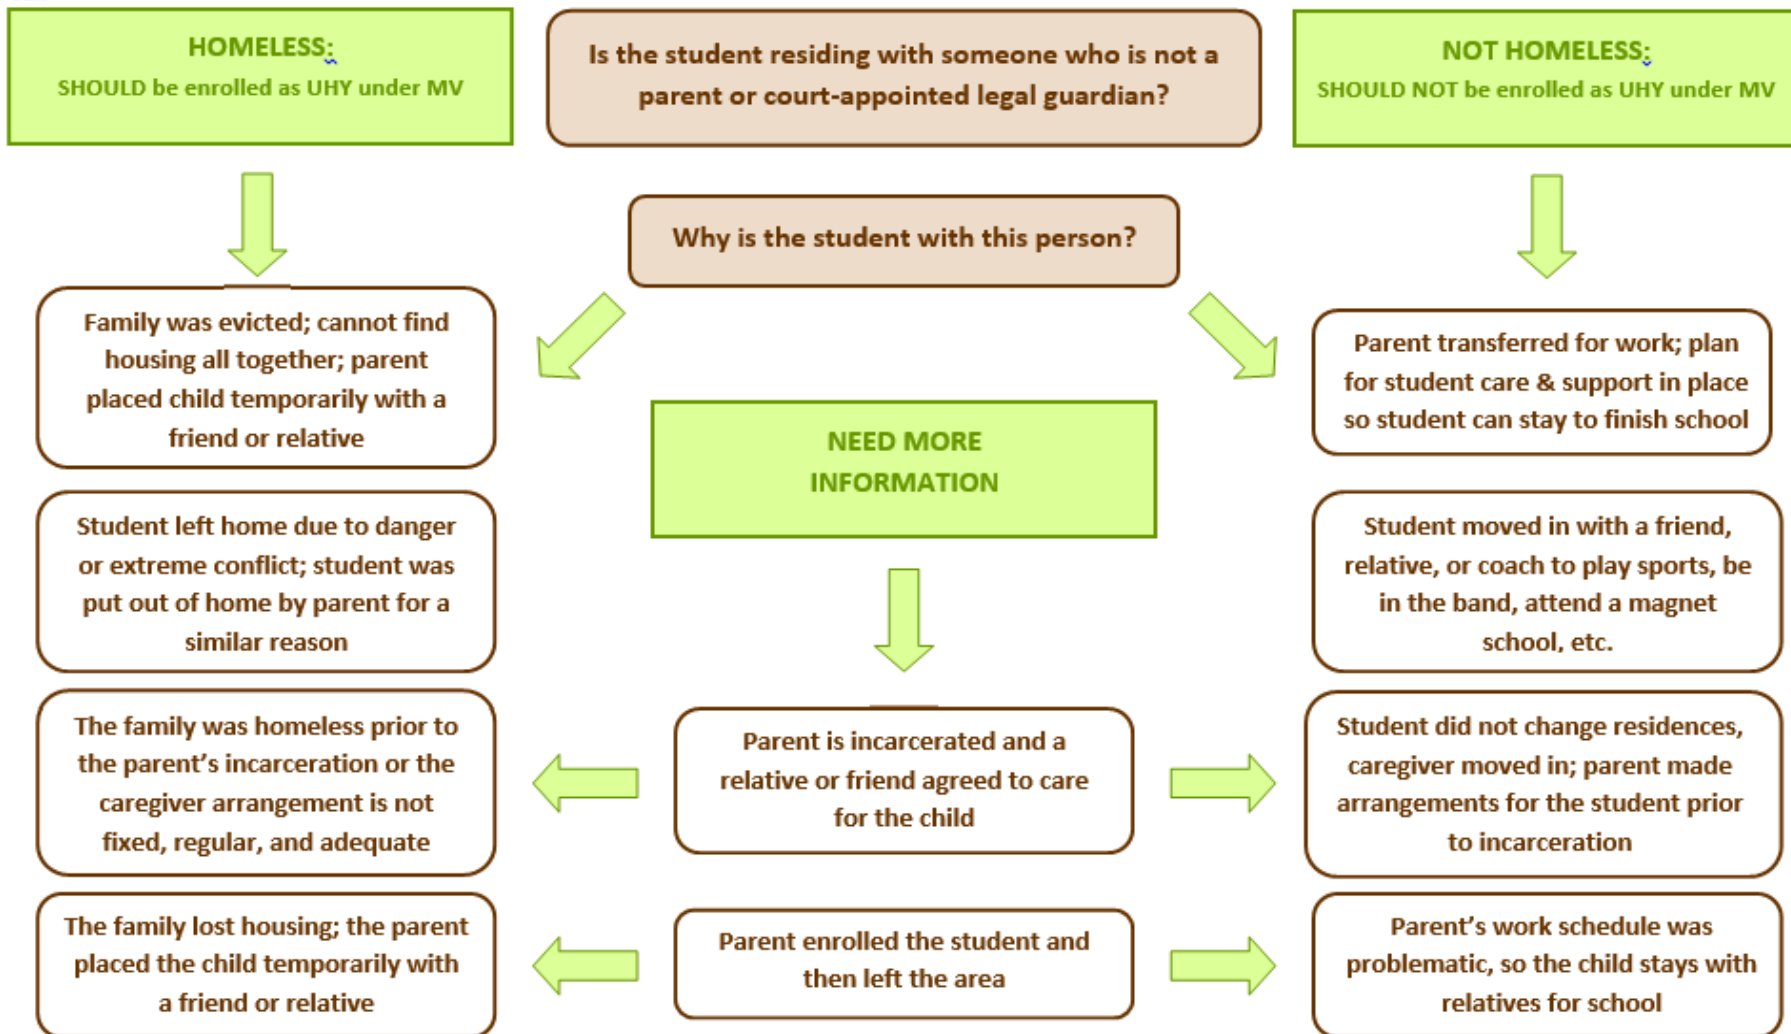 HOMELESS:
SHOULD be enrolled as UHY under MV
Is the student residing with someone who is not a
parent or court-appointed legal guardian?
NOT HOMELESS:
SHOULD NOT be enrolled as UHY under MV
Why is the student with this person?
Family was evicted; cannot find
housing all together; parent
placed child temporarily with a
friend or relative
Parent transferred for work; plan
for student care & support in place
so student can stay to finish school
NEED MORE
INFORMATION
Student left home due to danger
or extreme conflict; student was
put out of home by parent for a
similar reason
Student moved in with a friend,
relative, or coach to play sports, be
in the band, attend a magnet
school, etc.
The family was homeless prior to
the parent's incarceration or the
caregiver arrangement is not
fixed, regular, and adequate
Parent is incarcerated and a
relative or friend agreed to care
for the child
Student did not change residences,
caregiver moved in; parent made
arrangements for the student prior
to incarceration
The family lost housing; the parent
placed the child temporarily with
a friend or relative
Parent enrolled the student and
then left the area
Parent's work schedule was
problematic, so the child stays with
relatives for school